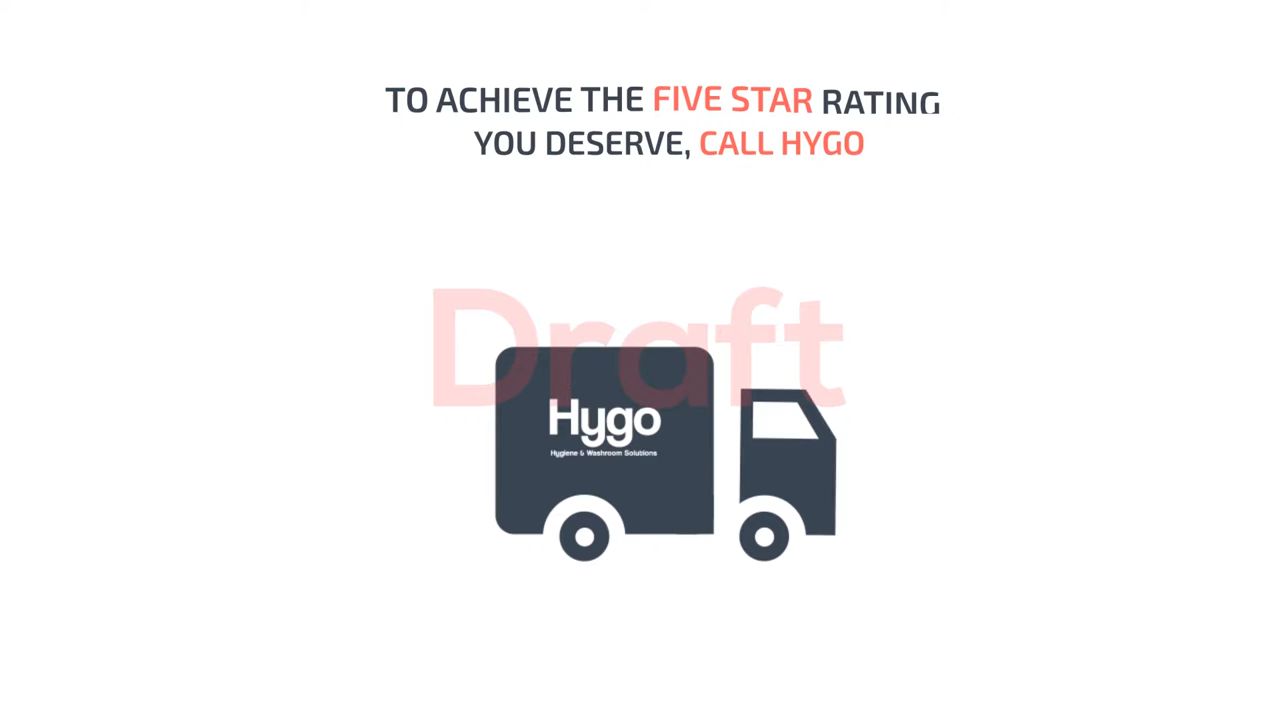 TO ACHIEVE THE FIVE STAR RATING
YOU DESERVE, CALL HYGO
Draft
Hygo
Hygiene & Washroom Solutions